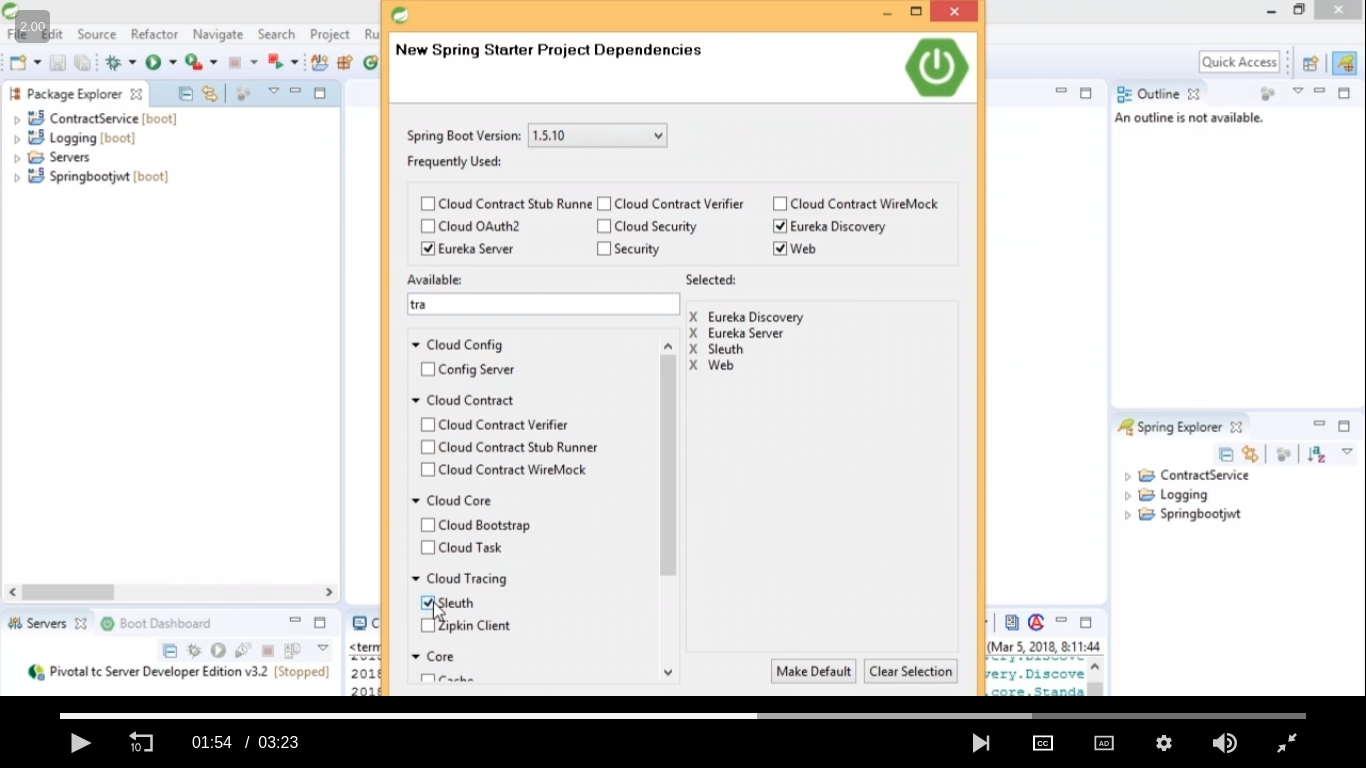 2.00
File Edit Source Refactor Navigate Search Project Ru
Quick Access
Package Explorer
ContractService [boot]
Logging [boot]
Servers
Springbootjwt [boot]
New Spring Starter Project Dependencies
Spring Boot Version: 1.5.10
Frequently Used:
Cloud Contract Stub Runne Cloud Contract Verifier Cloud Contract WireMock
Cloud OAuth2 Cloud Security Eureka Discovery
Eureka Server Security Web
Available: Selected:
tra
X Eureka Discovery
X Eureka Server
X Sleuth
X Web
Cloud Config
Config Server
Cloud Contract
Cloud Contract Verifier
Cloud Contract Stub Runner
Cloud Contract WireMock
Cloud Core
Cloud Bootstrap
Cloud Task
Cloud Tracing
Sleuth
Zipkin Client
Core
Cache
Make Default Clear Selection
Outline
An outline is not available.
Spring Explorer
ContractService
Logging
Springbootjwt
Servers Boot Dashboard
Pivotal tc Server Developer Edition v3.2 [Stopped]
C
<term
2018
2018
(Mar 5, 2018, 8:11:44
very.Discove
very.Discove
.core.Standa
10 01:54 / 03:23 CC AD